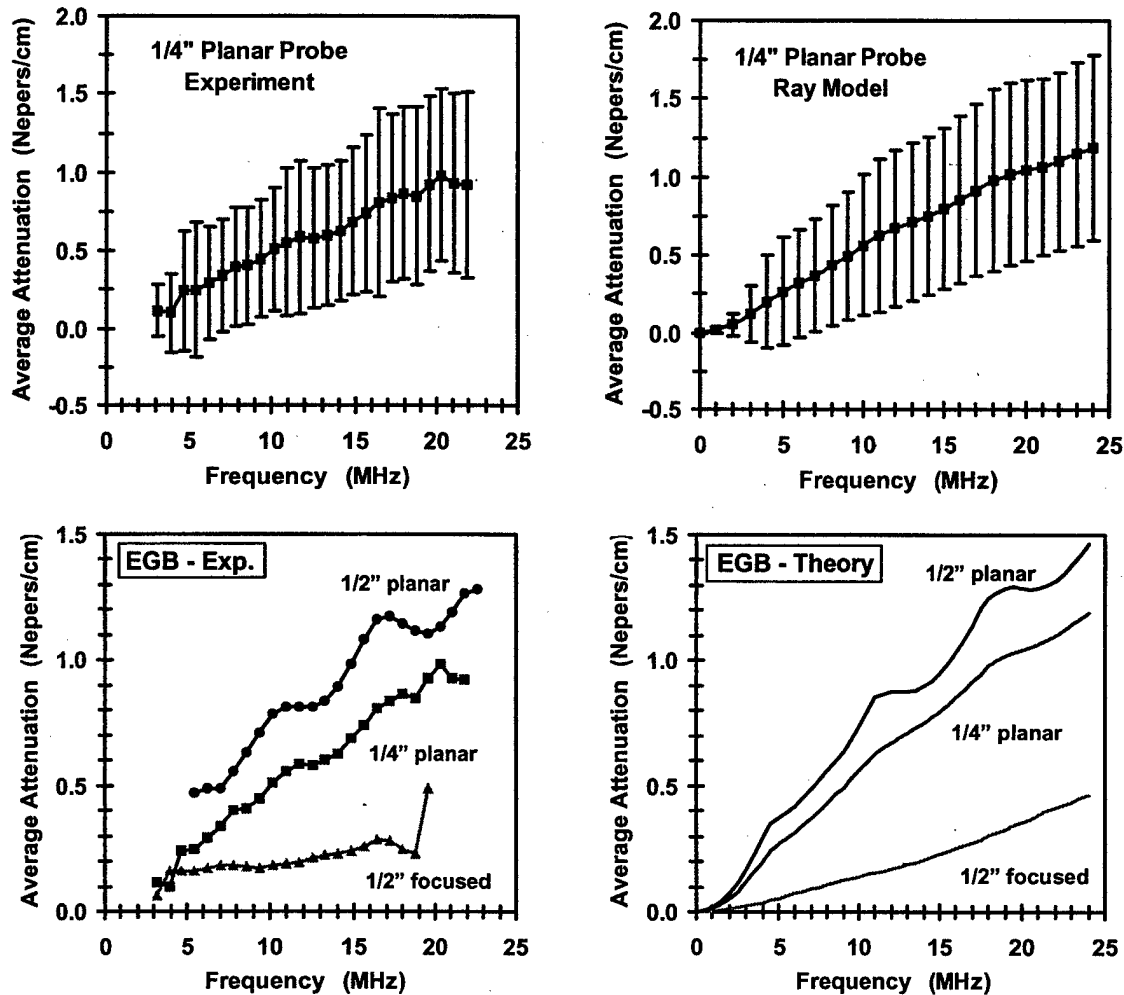 1/4" Planar Probe
Experiment
Average Attenuation (Nepers/cm)
2.0
1.5
1.0
0.5
0.0
-0.5
0 5 10 15 20 25
Frequency (MHz)
1/4" Planar Probe
Ray Model
Average Attenuation (Nepers/cm)
2.0
1.5
1.0
0.5
0.0
-0.5
0 5 10 15 20 25
Frequency (MHz)
EGB - Exp.
1/2” planar
1/4” planar
1/2” focused
Average Attenuation (Nepers/cm)
1.5
1.0
0.5
0.0
0 5 10 15 20 25
Frequency (MHz)
EGB - Theory
1/2” planar
1/4” planar
1/2” focused
Average Attenuation (Nepers/cm)
1.5
1.0
0.5
0.0
0 5 10 15 20 25
Frequency (MHz)